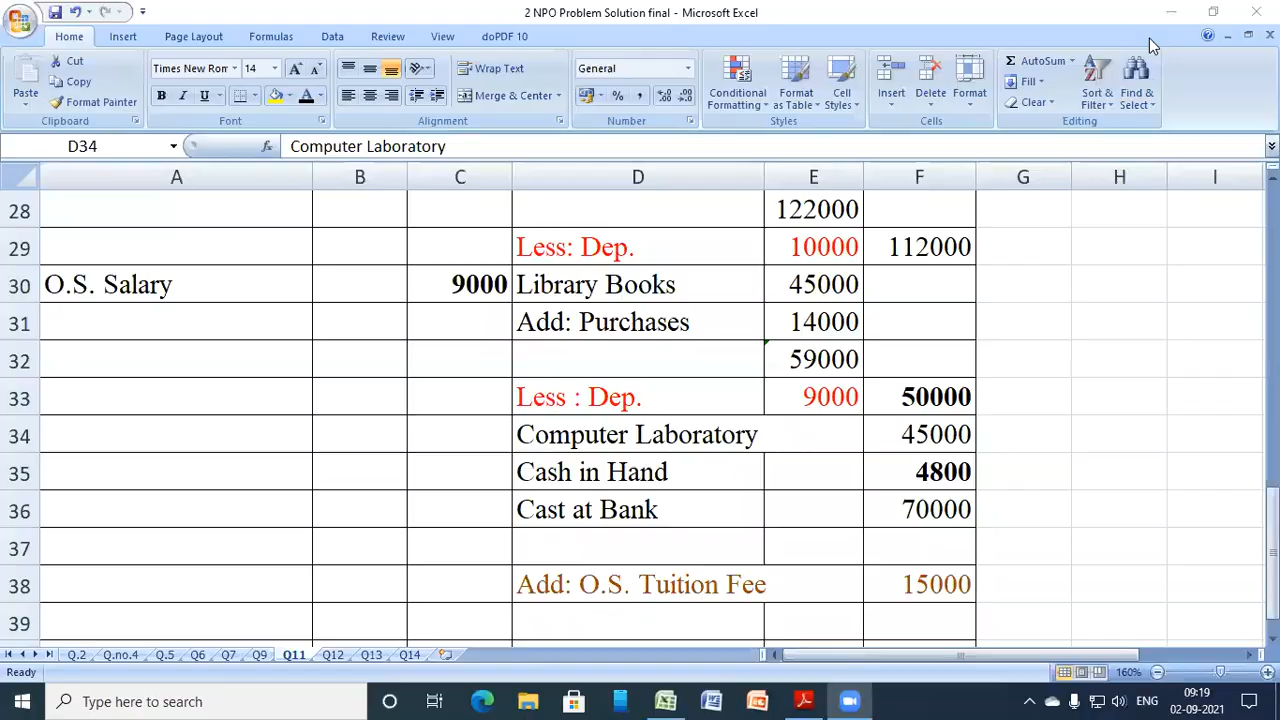 2 NPO Problem Solution final - Microsoft Excel
Home Insert Page Layout Formulas Data Review View doPDF 10
Cut
Copy
Format Painter
Paste
Clipboard
Times New Rom 14
B I U
Font
Wrap Text
Merge & Center
Alignment
General
% ,
Number
Conditional Formatting
Format as Table
Cell Styles
Styles
Insert Delete Format
Cells
Σ AutoSum
Fill
Clear
Sort & Filter
Find & Select
Editing
D34 fx Computer Laboratory
A B C D E F G H I
28 122000
29 Less: Dep. 10000 112000
30 O.S. Salary 9000 Library Books 45000
31 Add: Purchases 14000
32 59000
33 Less : Dep. 9000 50000
34 Computer Laboratory 45000
35 Cash in Hand 4800
36 Cast at Bank 70000
37
38 Add: O.S. Tuition Fee 15000
39
Q.2 Q.no.4 Q.5 Q6 Q7 Q9 Q11 Q12 Q13 Q14
Ready 160%
Type here to search
ENG
09:19
02-09-2021